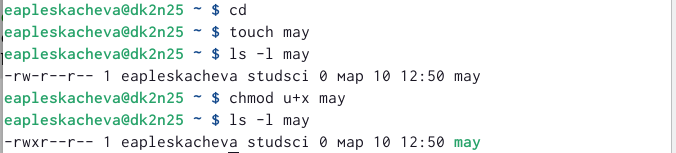 eapleskacheva@dk2n25 ~ $ cd
eapleskacheva@dk2n25 ~ $ touch may
eapleskacheva@dk2n25 ~ $ ls -l may
-rw-r--r-- 1 eapleskacheva studsci 0 мар 10 12:50 may
eapleskacheva@dk2n25 ~ $ chmod u+x may
eapleskacheva@dk2n25 ~ $ ls -l may
-rwxr--r-- 1 eapleskacheva studsci 0 мар 10 12:50 may